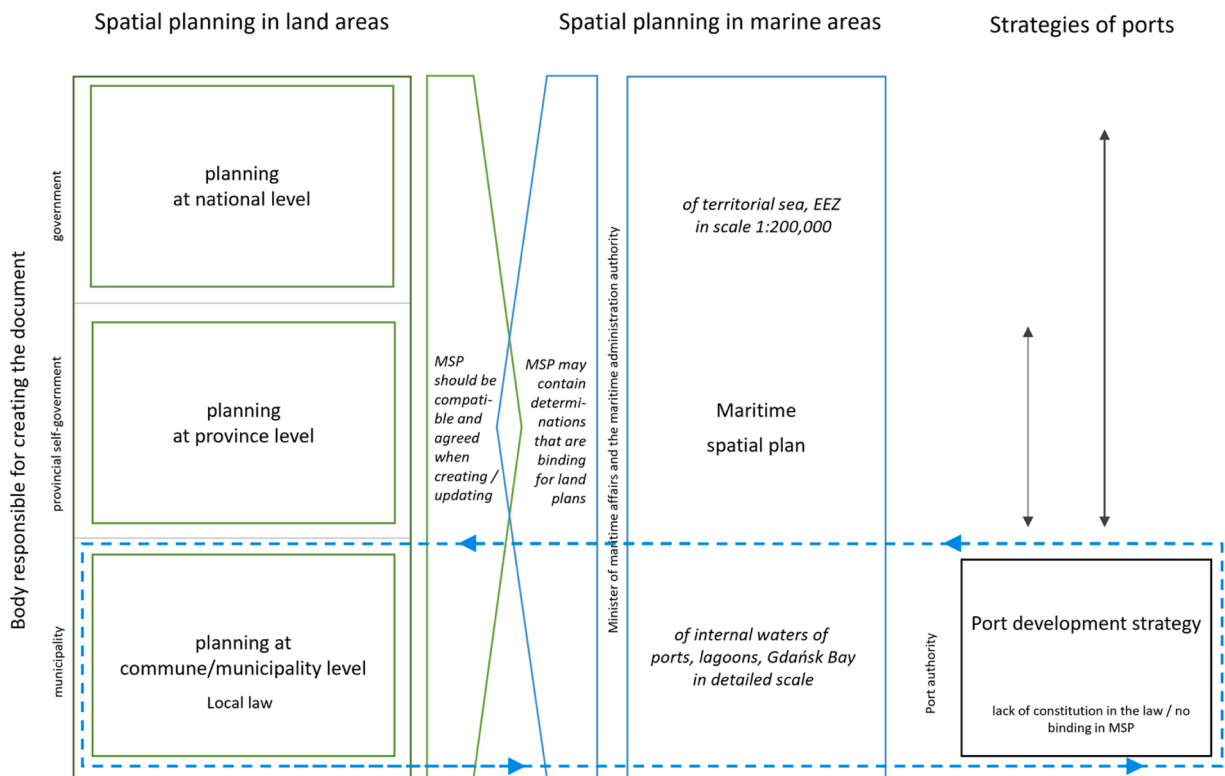 Spatial planning in land areas
Spatial planning in marine areas
Strategies of ports
Body responsible for creating the document
government
planning
at national level
provincial self-government
planning
at province level
municipality
planning at
commune/municipality level
Local law
MSP
should be
compati-
ble and
agreed
when
creating /
updating
MSP may
contain
determi-
nations
that are
binding
for land
plans
Minister of maritime affairs and the maritime administration authority
of territorial sea, EEZ
in scale 1:200,000
Maritime
spatial plan
of internal waters of
ports, lagoons, Gdańsk Bay
in detailed scale
Port authority
Port development strategy
lack of constitution in the law / no
binding in MSP